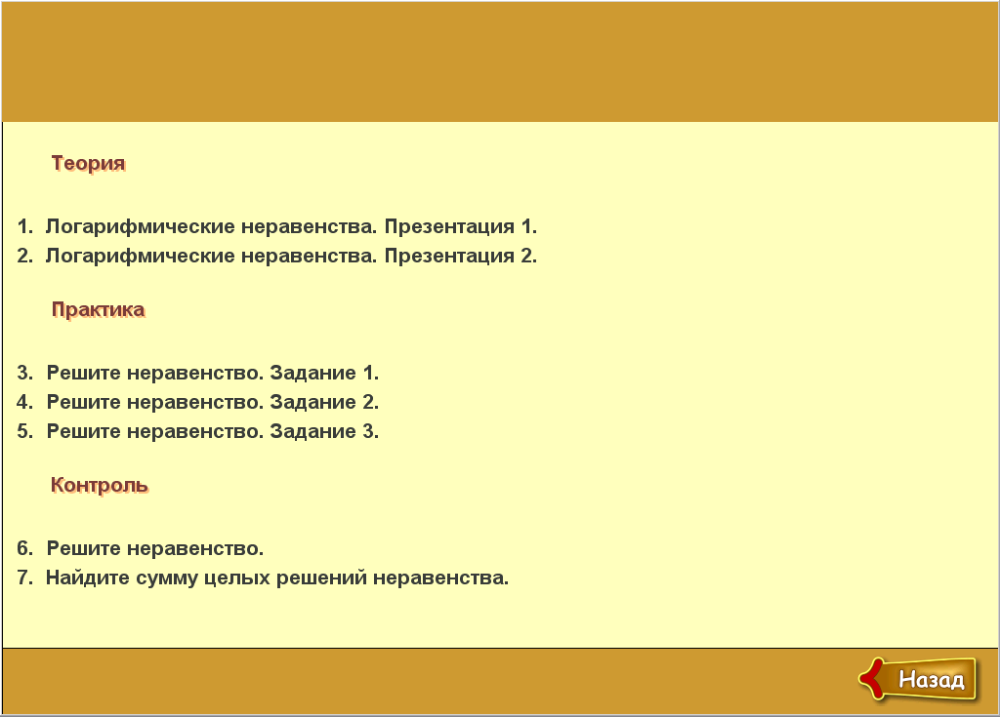 Теория
1. Логарифмические неравенства. Презентация 1.
2. Логарифмические неравенства. Презентация 2.
Практика
3. Решите неравенство. Задание 1.
4. Решите неравенство. Задание 2.
5. Решите неравенство. Задание 3.
Контроль
6. Решите неравенство.
7. Найдите сумму целых решений неравенства.
Назад